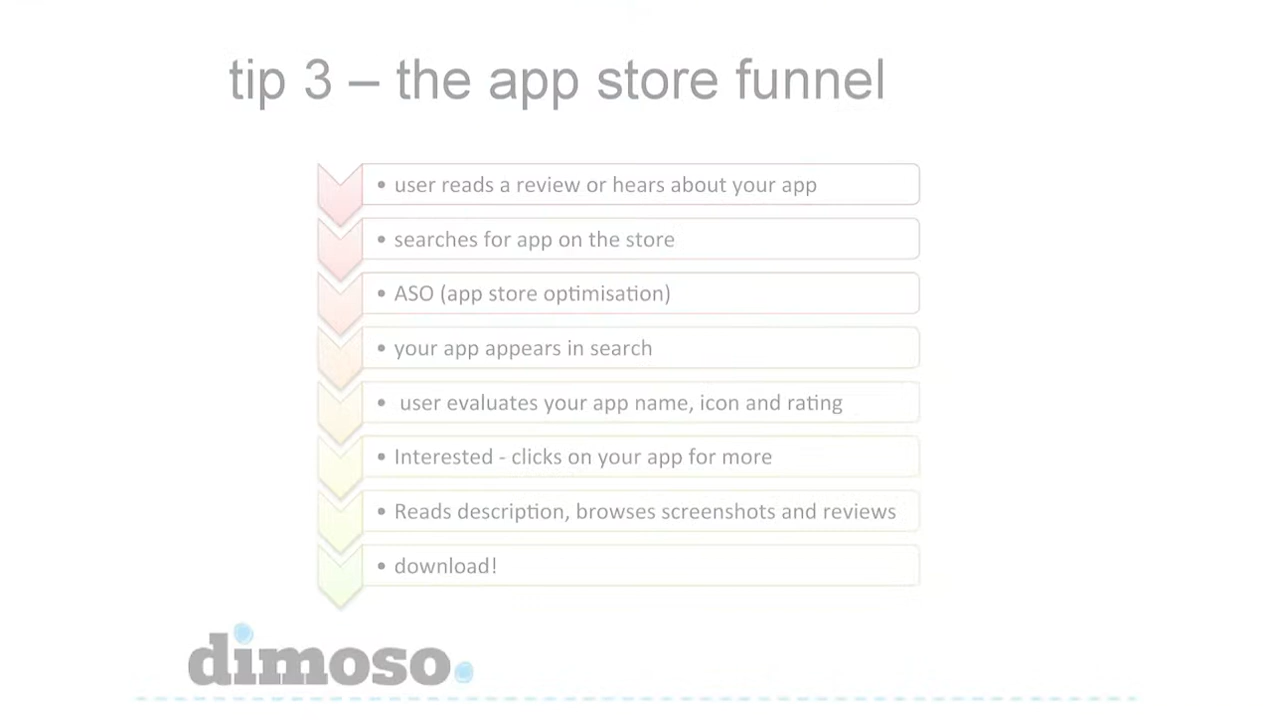 tip 3 – the app store funnel
• user reads a review or hears about your app
• searches for app on the store
• ASO (app store optimisation)
• your app appears in search
• user evaluates your app name, icon and rating
• Interested - clicks on your app for more
• Reads description, browses screenshots and reviews
• download!
dimoso.